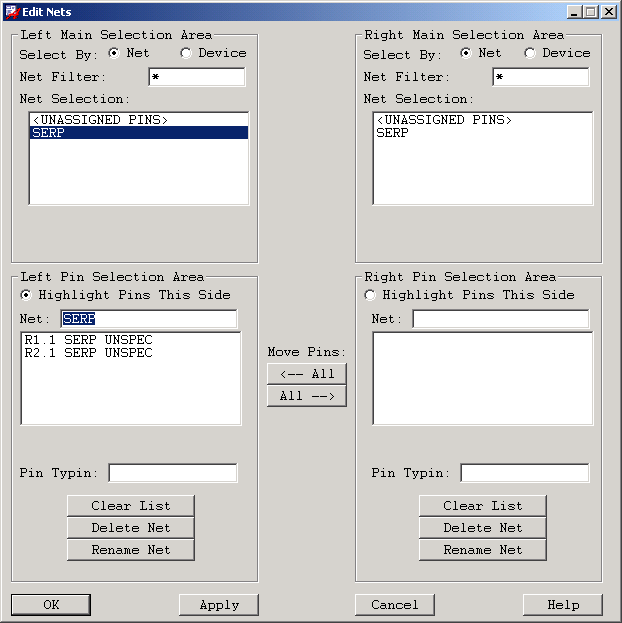 Edit Nets
Left Main Selection Area
Select By: Net Device
Net Filter: *
Net Selection:
<UNASSIGNED PINS>
SERP
Right Main Selection Area
Select By: Net Device
Net Filter: *
Net Selection:
<UNASSIGNED PINS>
SERP
Left Pin Selection Area
Highlight Pins This Side
Net: SERP
R1.1 SERP UNSPEC
R2.1 SERP UNSPEC
Pin Typin:
Clear List
Delete Net
Rename Net
Move Pins:
<-- All
All -->
Right Pin Selection Area
Highlight Pins This Side
Net:
Pin Typin:
Clear List
Delete Net
Rename Net
OK Apply Cancel Help